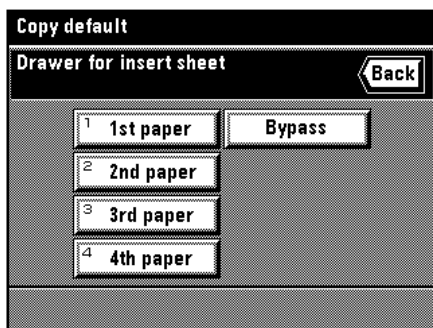 Copy default
Drawer for insert sheet
Back
1 1st paper
Bypass
2 2nd paper
3 3rd paper
4 4th paper